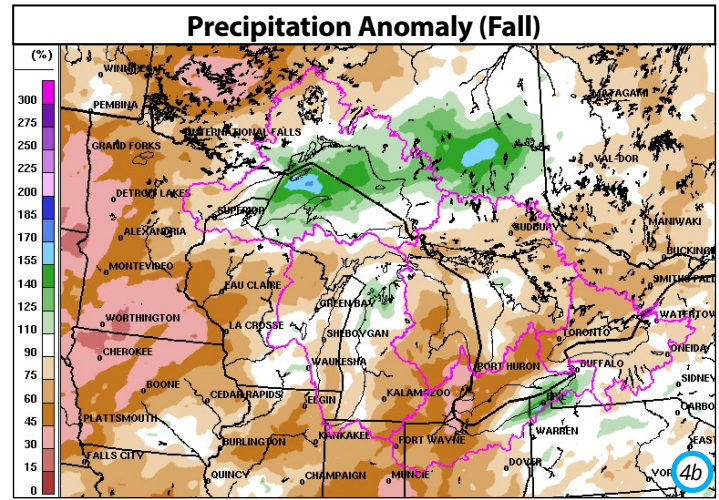 Precipitation Anomaly (Fall)
(%)
300
275
250
225
200
185
170
155
140
125
110
90
75
60
45
30
15
0
PEMBINA
INTERNATIONAL FALLS
MATAGAMI
GRAND FORKS
VAL-DOR
DETROIT LAKES
SUPERIOR
SUDBURY
MANIWAKI
ALEXANDRIA
MONTEVIDEO
EAU CLAIRE
GREEN BAY
WORTHINGTON
LA CROSSE
SHEBOYGAN
TORONTO
ONEIDA
CHEROKEE
WAUKESHA
PORT HURON
BUFFALO
SIDNEY
BOONE
CEDAR RAPIDS
ELGIN
KALAMAZOO
ERIE
PLATTSMOUTH
BURLINGTON
KANKAKEE
FORT WAYNE
WARREN
FALLS CITY
QUINCY
CHAMPAIGN
MUNCIE
DOVER
4b